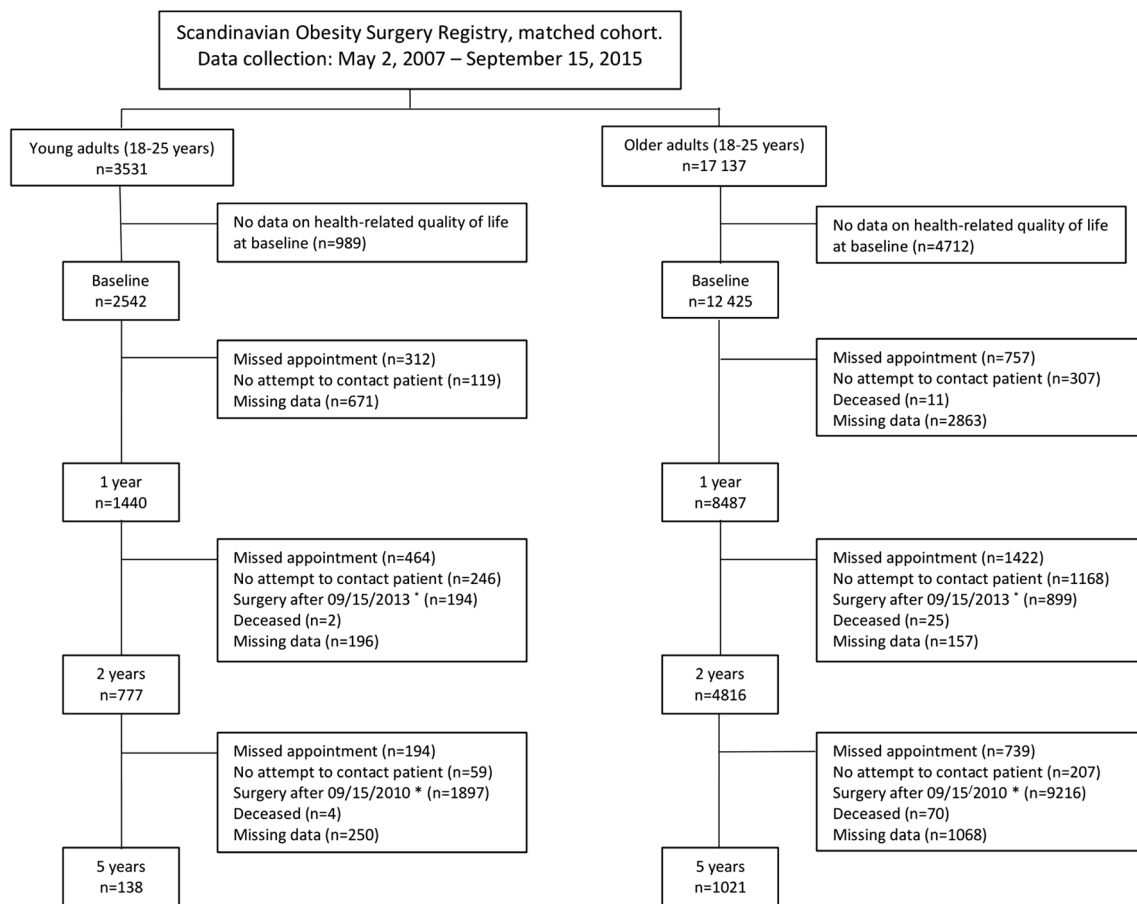 Scandinavian Obesity Surgery Registry, matched cohort.
Data collection: May 2, 2007 – September 15, 2015
Young adults (18-25 years)
n=3531
Older adults (18-25 years)
n=17 137
No data on health-related quality of life
at baseline (n=989)
No data on health-related quality of life
at baseline (n=4712)
Baseline
n=2542
Baseline
n=12 425
Missed appointment (n=312)
No attempt to contact patient (n=119)
Missing data (n=671)
Missed appointment (n=757)
No attempt to contact patient (n=307)
Deceased (n=11)
Missing data (n=2863)
1 year
n=1440
1 year
n=8487
Missed appointment (n=464)
No attempt to contact patient (n=246)
Surgery after 09/15/2013 * (n=194)
Deceased (n=2)
Missing data (n=196)
Missed appointment (n=1422)
No attempt to contact patient (n=1168)
Surgery after 09/15/2013 * (n=899)
Deceased (n=25)
Missing data (n=157)
2 years
n=777
2 years
n=4816
Missed appointment (n=194)
No attempt to contact patient (n=59)
Surgery after 09/15/2010 * (n=1897)
Deceased (n=4)
Missing data (n=250)
Missed appointment (n=739)
No attempt to contact patient (n=207)
Surgery after 09/15/2010 * (n=9216)
Deceased (n=70)
Missing data (n=1068)
5 years
n=138
5 years
n=1021